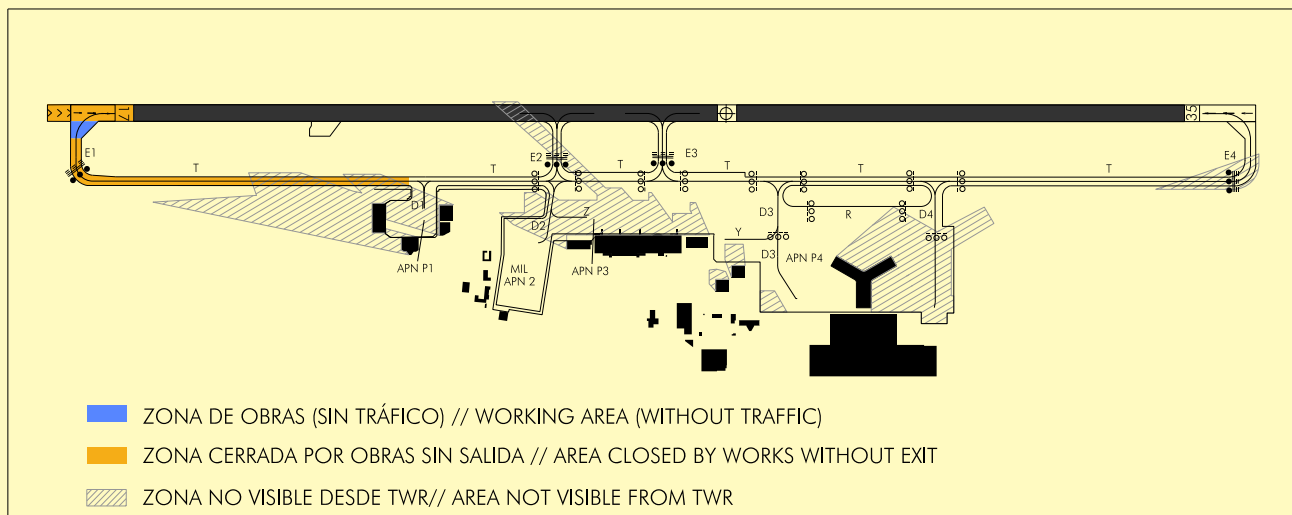 17
35
E1
E2
E3
E4
T
T
T
T
T
T
D1
D2
Z
D3
R
D4
Y
D3
APN P1
MIL
APN 2
APN P3
APN P4
ZONA DE OBRAS (SIN TRÁFICO) // WORKING AREA (WITHOUT TRAFFIC)
ZONA CERRADA POR OBRAS SIN SALIDA // AREA CLOSED BY WORKS WITHOUT EXIT
ZONA NO VISIBLE DESDE TWR// AREA NOT VISIBLE FROM TWR